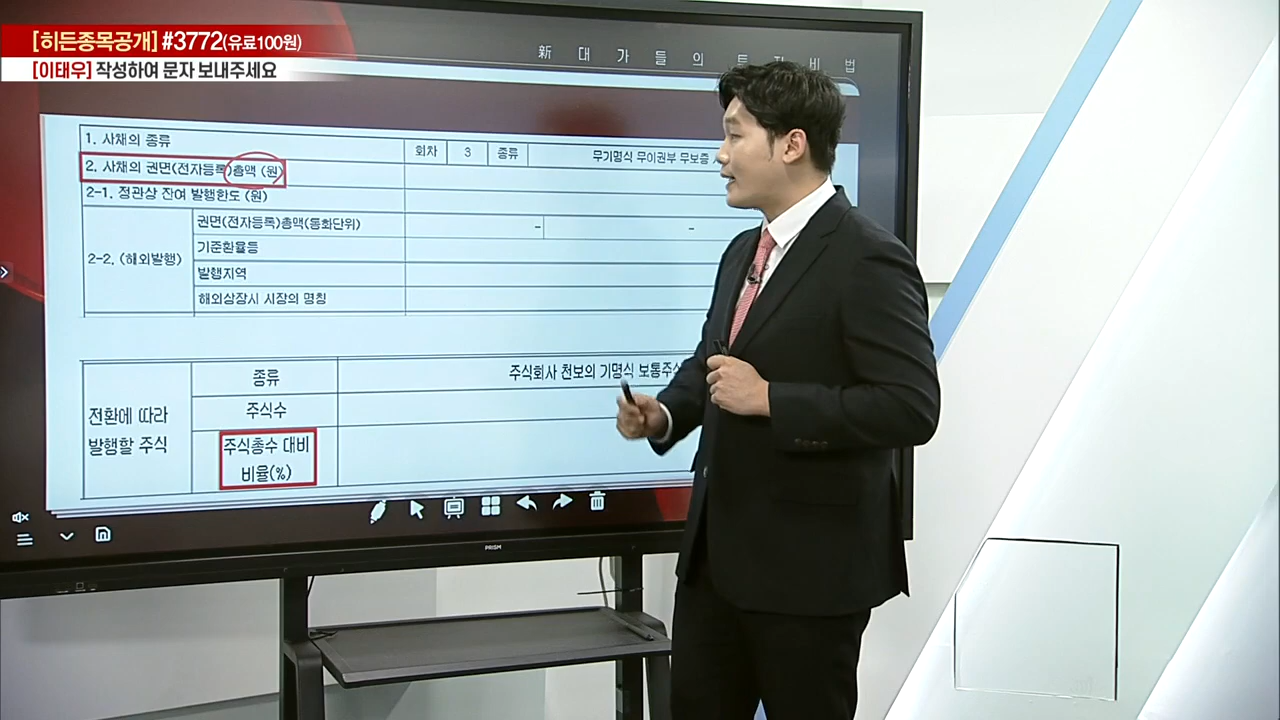 [히든종목공개] #3772(유료100원)
[이태우] 작성하여 문자 보내주세요
新 대 가 들 의 투 자 비 법
1. 사채의 종류 회차 3 종류 무기명식 무이권부 무보증
2. 사채의 권면(전자등록)총액 (원)
2-1. 정관상 잔여 발행한도 (원)
2-2. (해외발행) 권면(전자등록)총액(통화단위) - -
기준환율등
발행지역
해외상장시 시장의 명칭
전환에 따라 발행할 주식
종류 주식회사 천보의 기명식 보통주식
주식수
주식총수 대비
비율(%)
PRISM